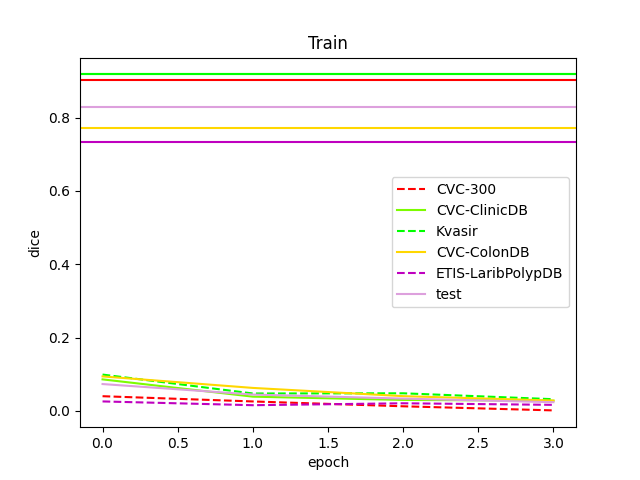 Train
dice
0.8
0.6
0.4
0.2
0.0
CVC-300
CVC-ClinicDB
Kvasir
CVC-ColonDB
ETIS-LaribPolypDB
test
0.0 0.5 1.0 1.5 2.0 2.5 3.0
epoch